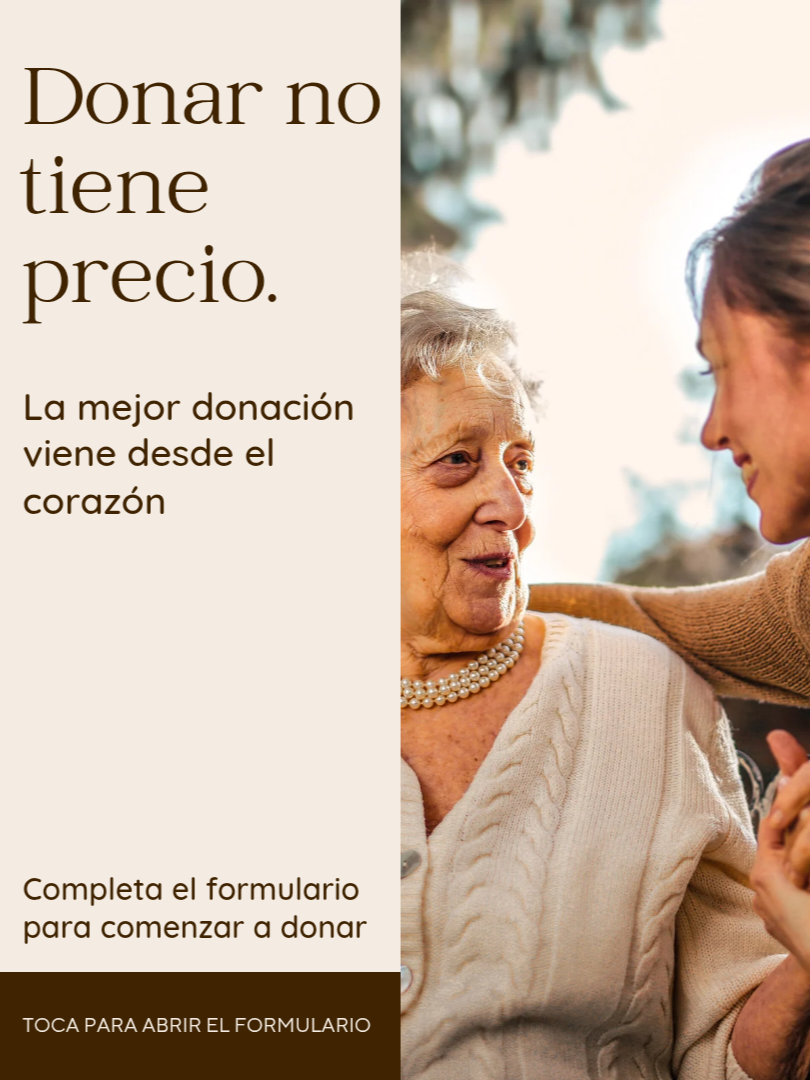 Donar no
tiene
precio.
La mejor donación
viene desde el
corazón
Completa el formulario
para comenzar a donar
TOCA PARA ABRIR EL FORMULARIO